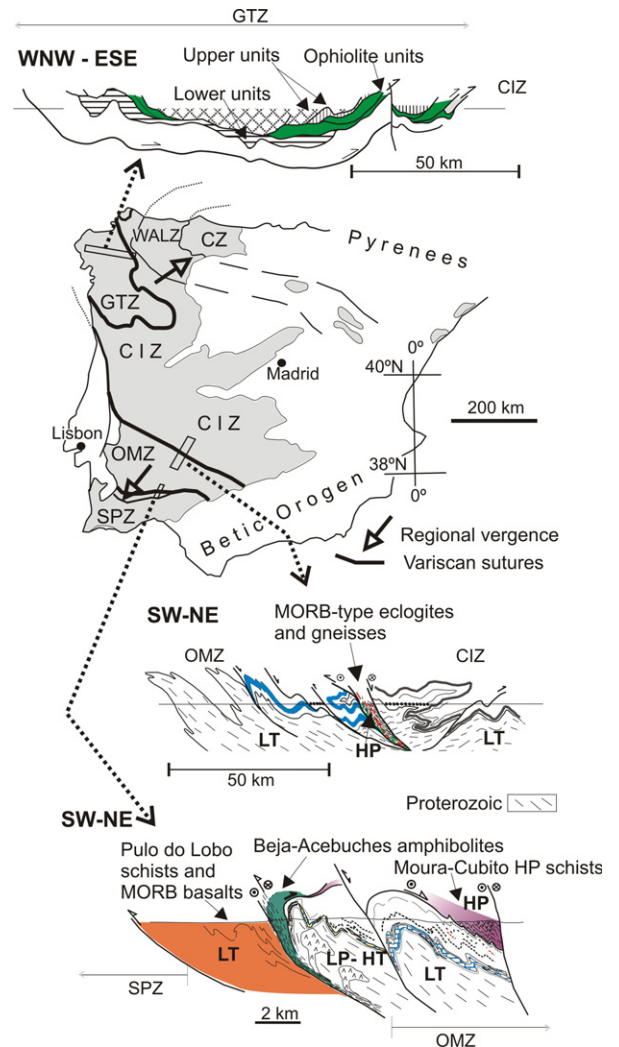 GTZ
WNW - ESE
Upper units
Ophiolite units
Lower units
CIZ
50 km
WALZ
CZ
Pyrenees
GTZ
CIZ
Madrid
0º
40ºN
CIZ
200 km
Lisbon
OMZ
38ºN
0º
SPZ
Betic Orogen
Regional vergence
Variscan sutures
SW-NE
MORB-type eclogites
and gneisses
OMZ
CIZ
LT
HP
LT
50 km
Proterozoic
SW-NE
Pulo do Lobo
schists and
MORB basalts
Beja-Acebuches amphibolites
Moura-Cubito HP schists
HP
LT
LP-HT
LT
SPZ
2 km
OMZ